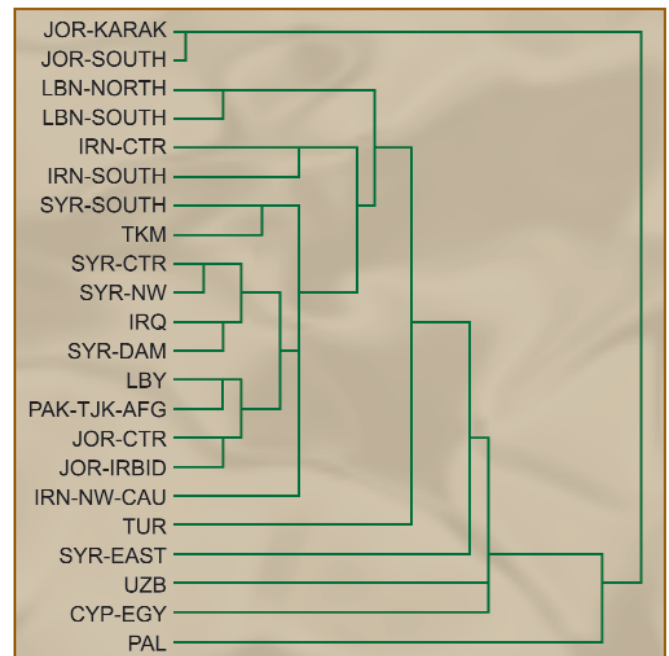 JOR-KARAK
JOR-SOUTH
LBN-NORTH
LBN-SOUTH
IRN-CTR
IRN-SOUTH
SYR-SOUTH
TKM
SYR-CTR
SYR-NW
IRQ
SYR-DAM
LBY
PAK-TJK-AFG
JOR-CTR
JOR-IRBID
IRN-NW-CAU
TUR
SYR-EAST
UZB
CYP-EGY
PAL